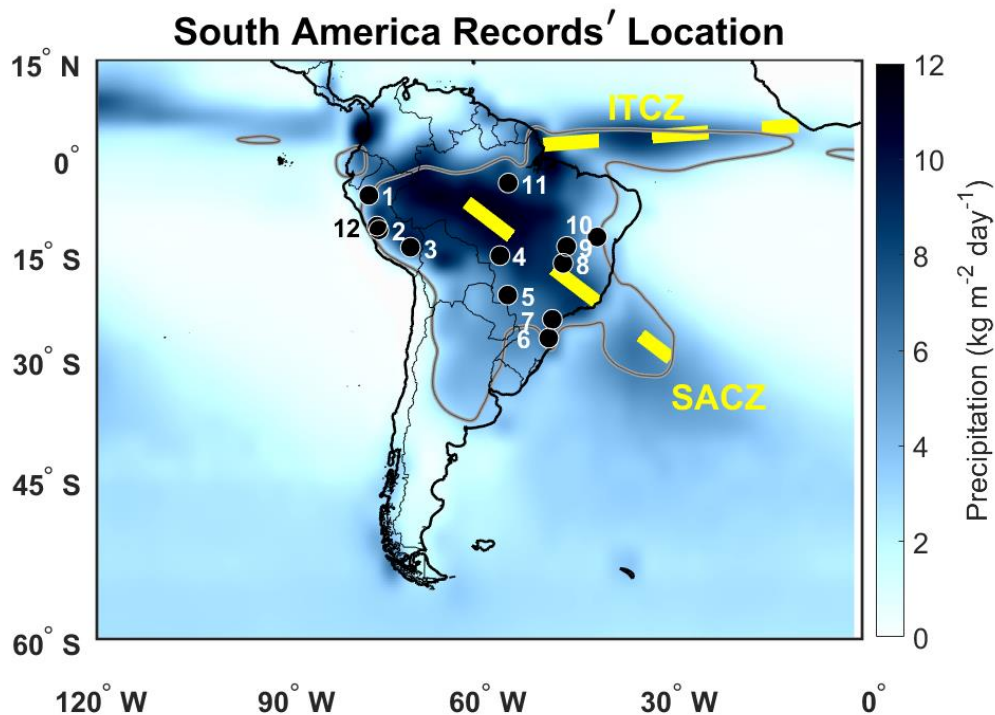 South America Records′ Location
15° N
0°
15° S
30° S
45° S
60° S
120° W
90° W
60° W
30° W
0°
ITCZ
SACZ
1
2
3
4
5
6
7
8
9
10
11
12
12
10
8
6
4
2
0
Precipitation (kg m⁻² day⁻¹)